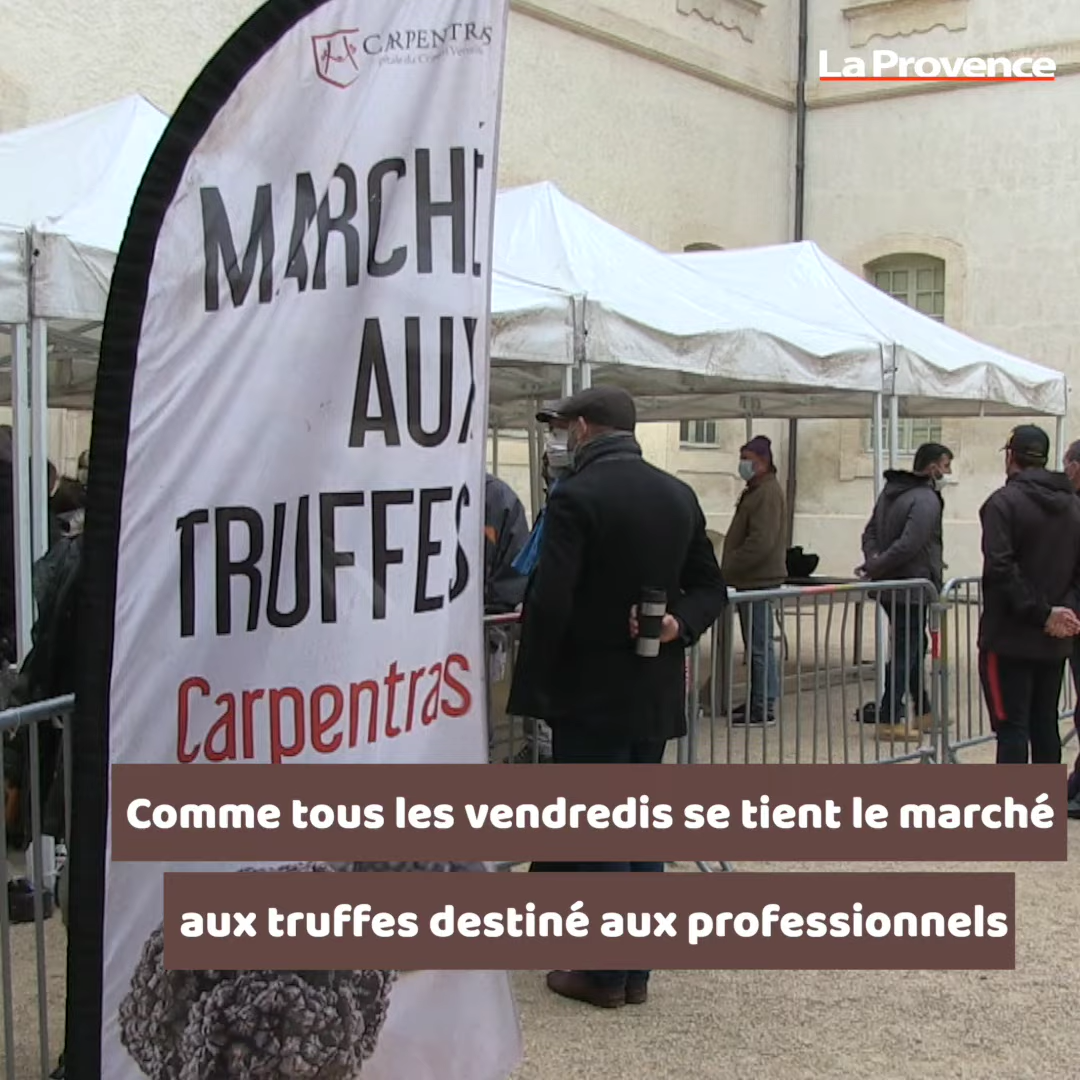 CARPENTRAS
La Provence
MARCHÉ
AUX
TRUFFES
Carpentras
Comme tous les vendredis se tient le marché
aux truffes destiné aux professionnels